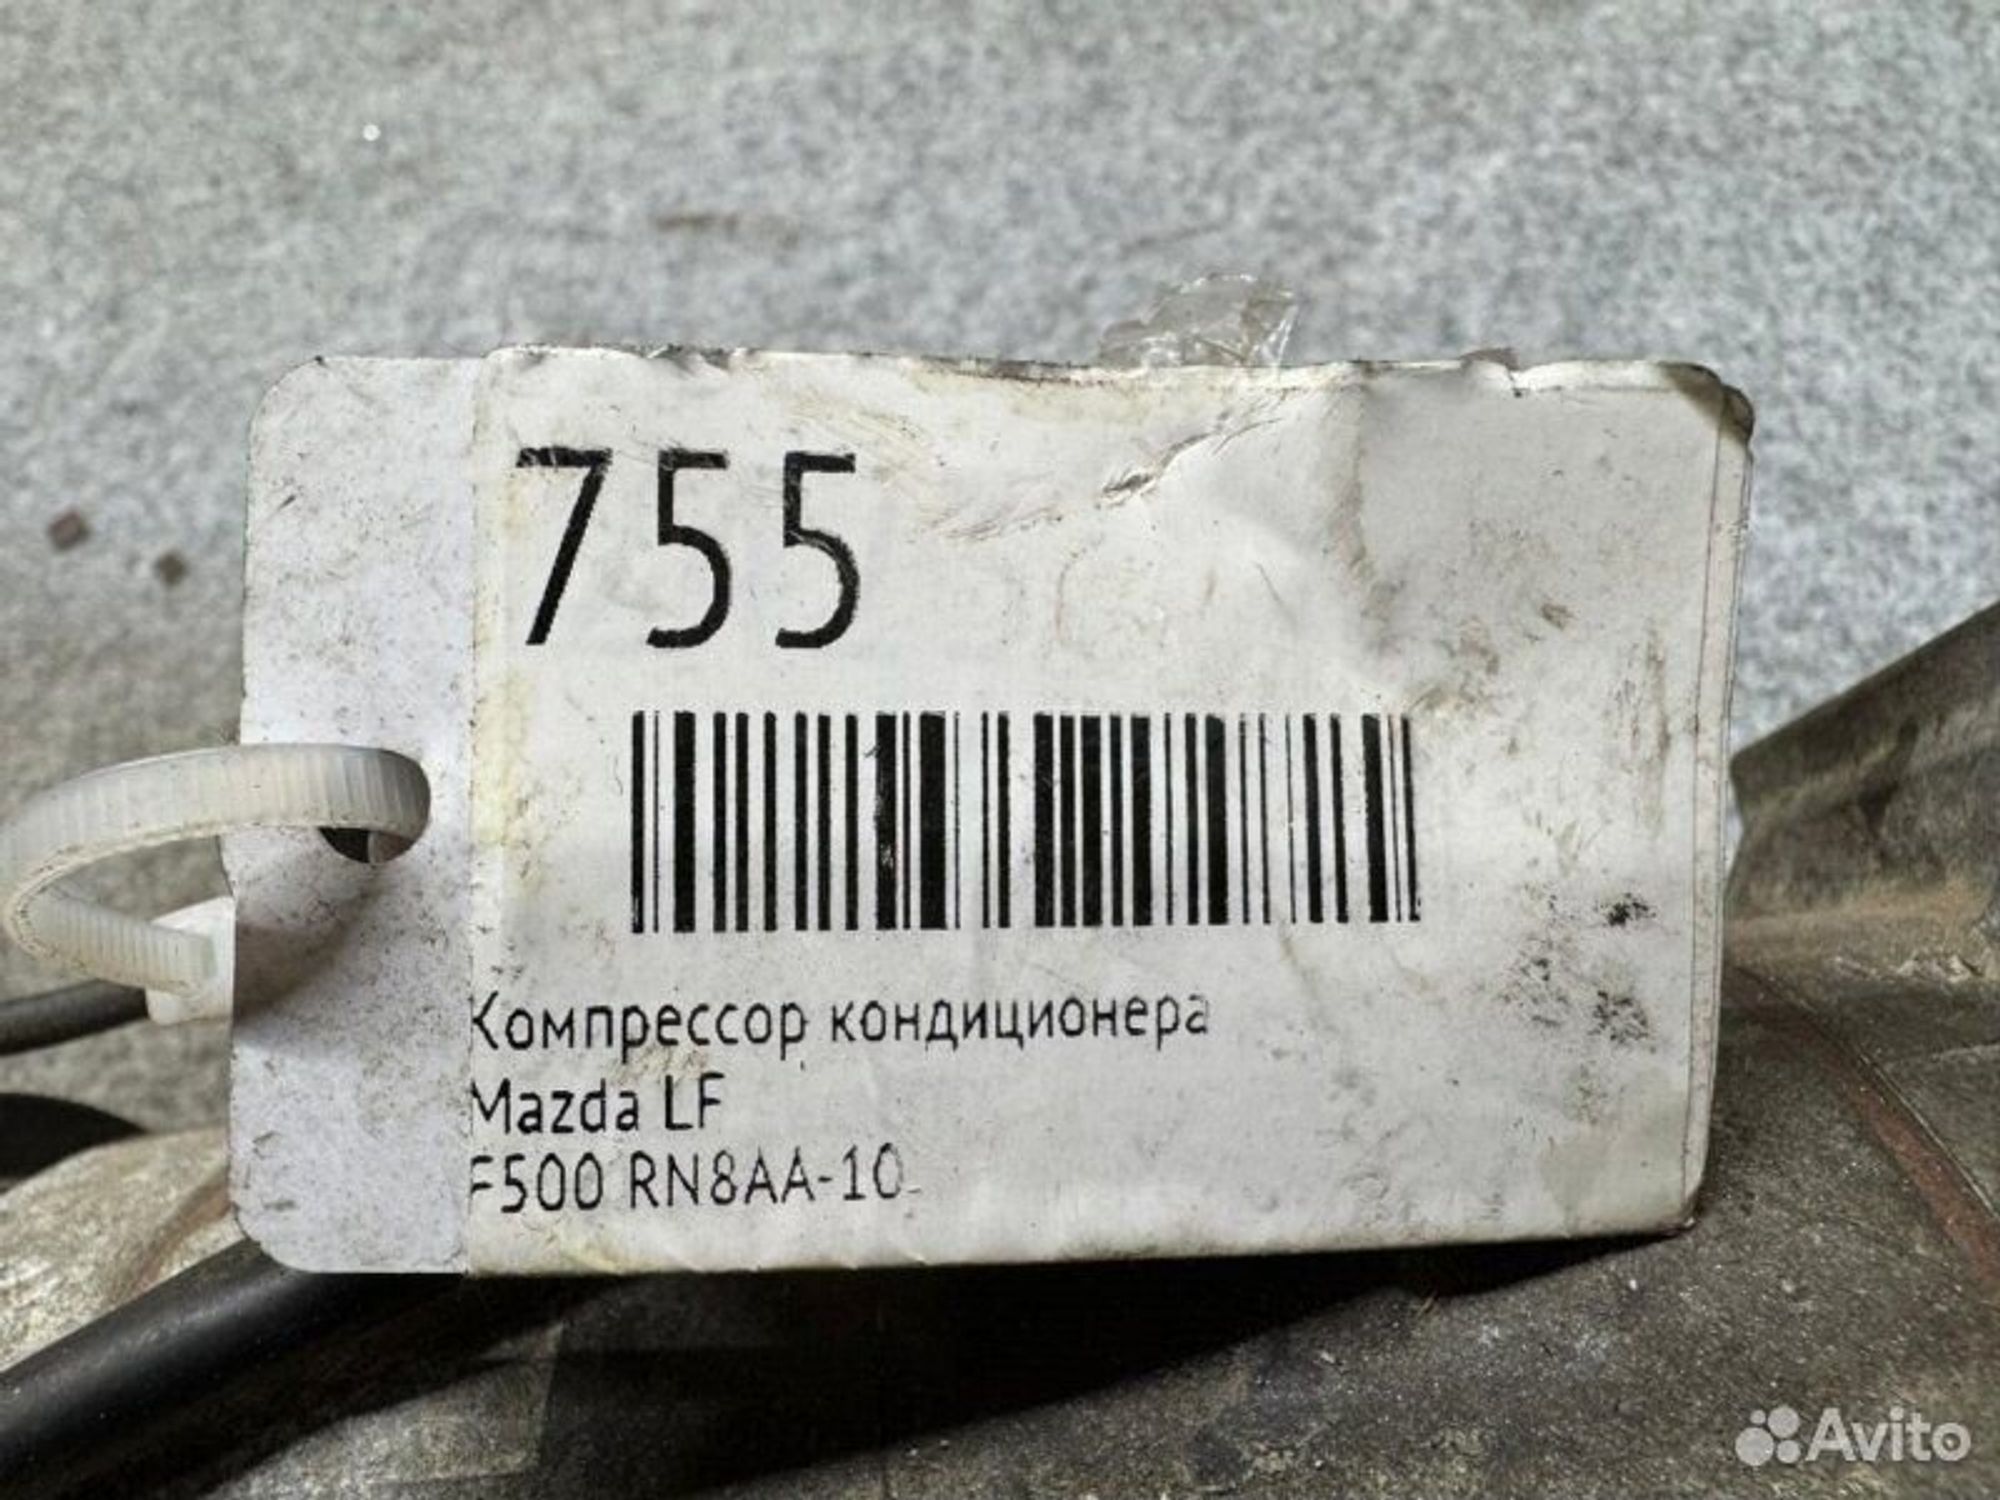 755
Компрессор кондиционера
Mazda LF
F500 RN8AA-10
Avito